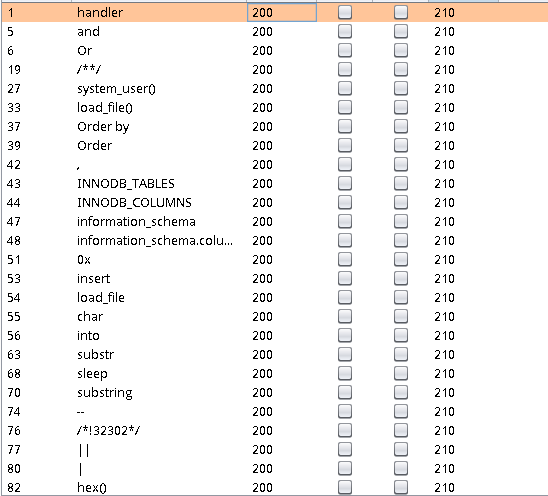 1 handler 200 210
5 and 200 210
6 Or 200 210
19 /**/ 200 210
27 system_user() 200 210
33 load_file() 200 210
37 Order by 200 210
39 Order 200 210
42 , 200 210
43 INNODB_TABLES 200 210
44 INNODB_COLUMNS 200 210
47 information_schema 200 210
48 information_schema.colu... 200 210
51 0x 200 210
53 insert 200 210
54 load_file 200 210
55 char 200 210
56 into 200 210
63 substr 200 210
68 sleep 200 210
70 substring 200 210
74 -- 200 210
76 /*!32302*/ 200 210
77 || 200 210
80 | 200 210
82 hex() 200 210